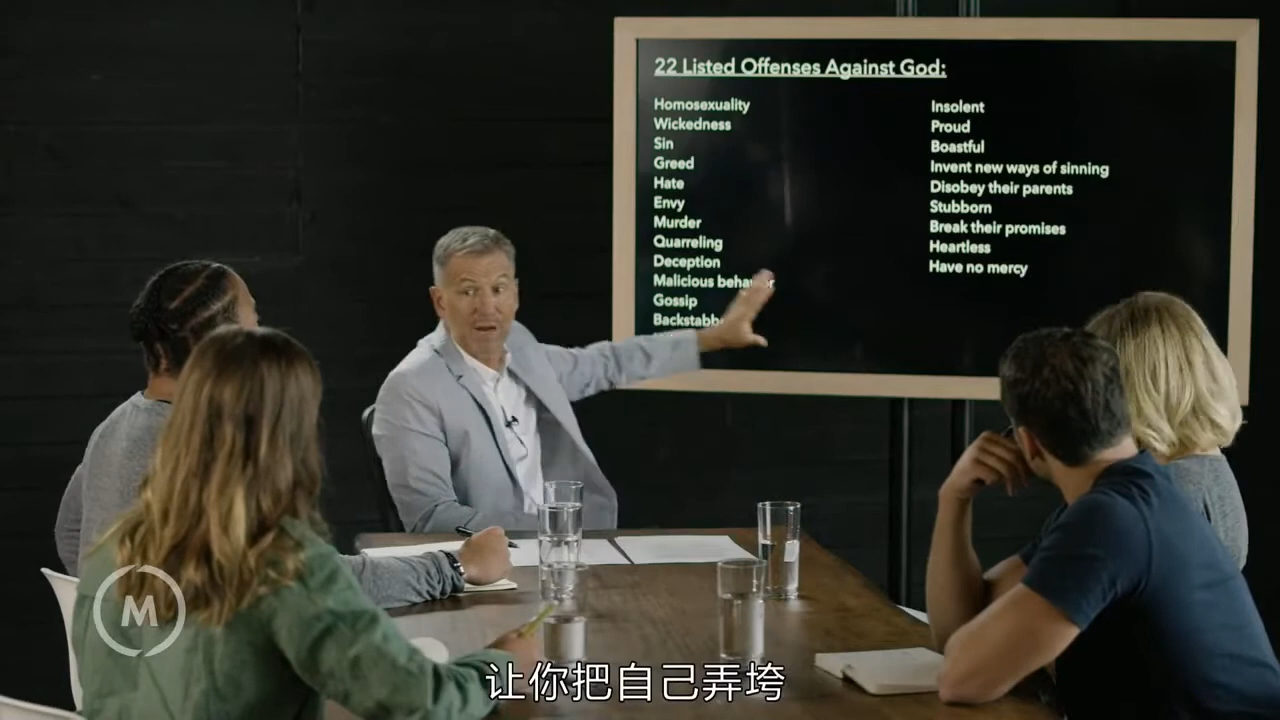 22 Listed Offenses Against God:
Homosexuality
Wickedness
Sin
Greed
Hate
Envy
Murder
Quarreling
Deception
Malicious
Gossip
Insolent
Proud
Boastful
Invent new ways of sinning
Disobey their parents
Stubborn
Break their promises
Heartless
Have no mercy
M
让你把自己弄垮